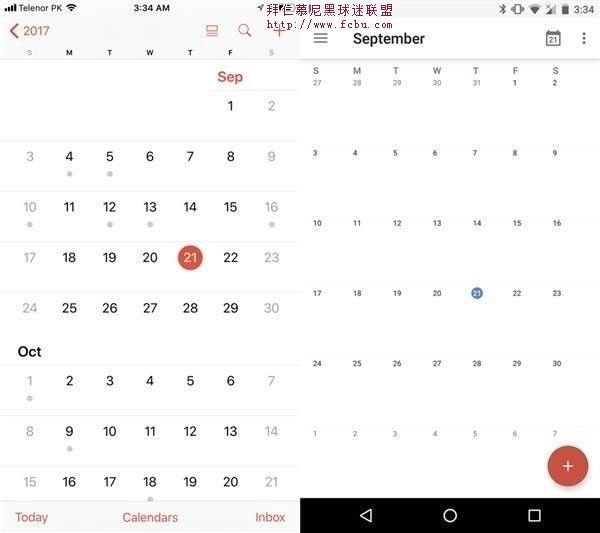 Telenor PK
3:34 AM
拜仁慕尼黑球迷联盟
http://www.fcbu.com
2017
S M T W T F S
Sep
1 2
3 4 5 6 7 8 9
10 11 12 13 14 15 16
17 18 19 20 21 22 23
24 25 26 27 28 29 30
Oct
1 2 3 4 5 6 7
8 9 10 11 12 13 14
15 16 17 18 19 20 21
Today Calendars Inbox
3:34
September 21
S M T W T F S
27 28 29 30 31 1 2
3 4 5 6 7 8 9
10 11 12 13 14 15 16
17 18 19 20 21 22 23
24 25 26 27 28 29 30
1 2 3 4 5 6 7